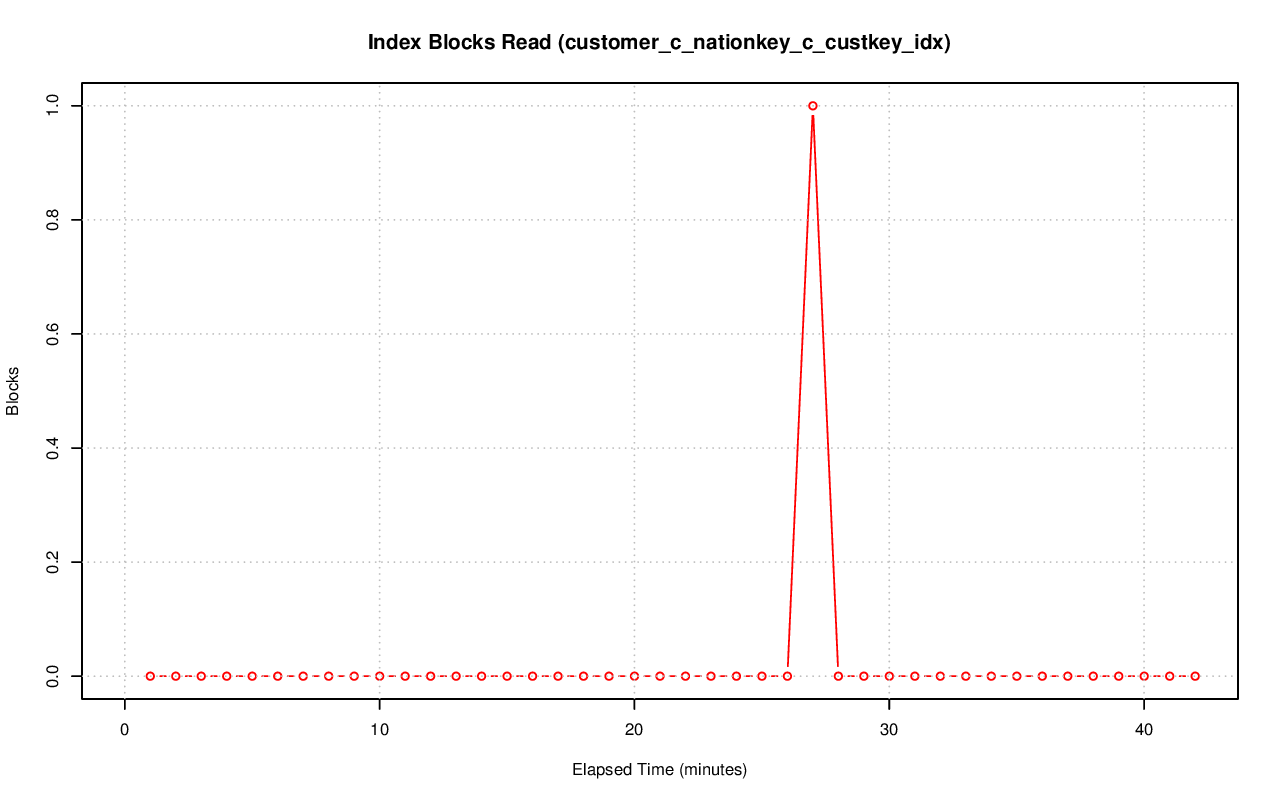 Index Blocks Read (customer_c_nationkey_c_custkey_idx)
1.0
0.8
0.6
0.4
0.2
0.0
Blocks
0 10 20 30 40
Elapsed Time (minutes)